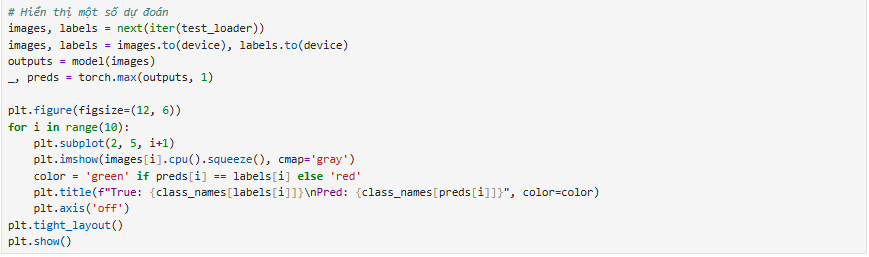 # Hiển thị một số dự đoán
images, labels = next(iter(test_loader))
images, labels = images.to(device), labels.to(device)
outputs = model(images)
_, preds = torch.max(outputs, 1)

plt.figure(figsize=(12, 6))
for i in range(10):
    plt.subplot(2, 5, i+1)
    plt.imshow(images[i].cpu().squeeze(), cmap='gray')
    color = 'green' if preds[i] == labels[i] else 'red'
    plt.title(f"True: {class_names[labels[i]]}\nPred: {class_names[preds[i]]}", color=color)
    plt.axis('off')
plt.tight_layout()
plt.show()